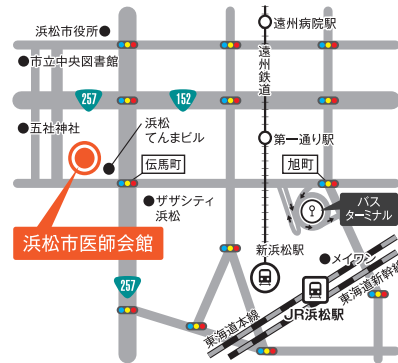 浜松市役所
遠州病院駅
市立中央図書館
遠州鉄道
257
152
五社神社
浜松
てんまビル
第一通り駅
伝馬町
旭町
ザザシティ
浜松
バス
ターミナル
浜松市医師会館
新浜松駅
メイワン
257
東海道新幹線
JR浜松駅
東海道本線